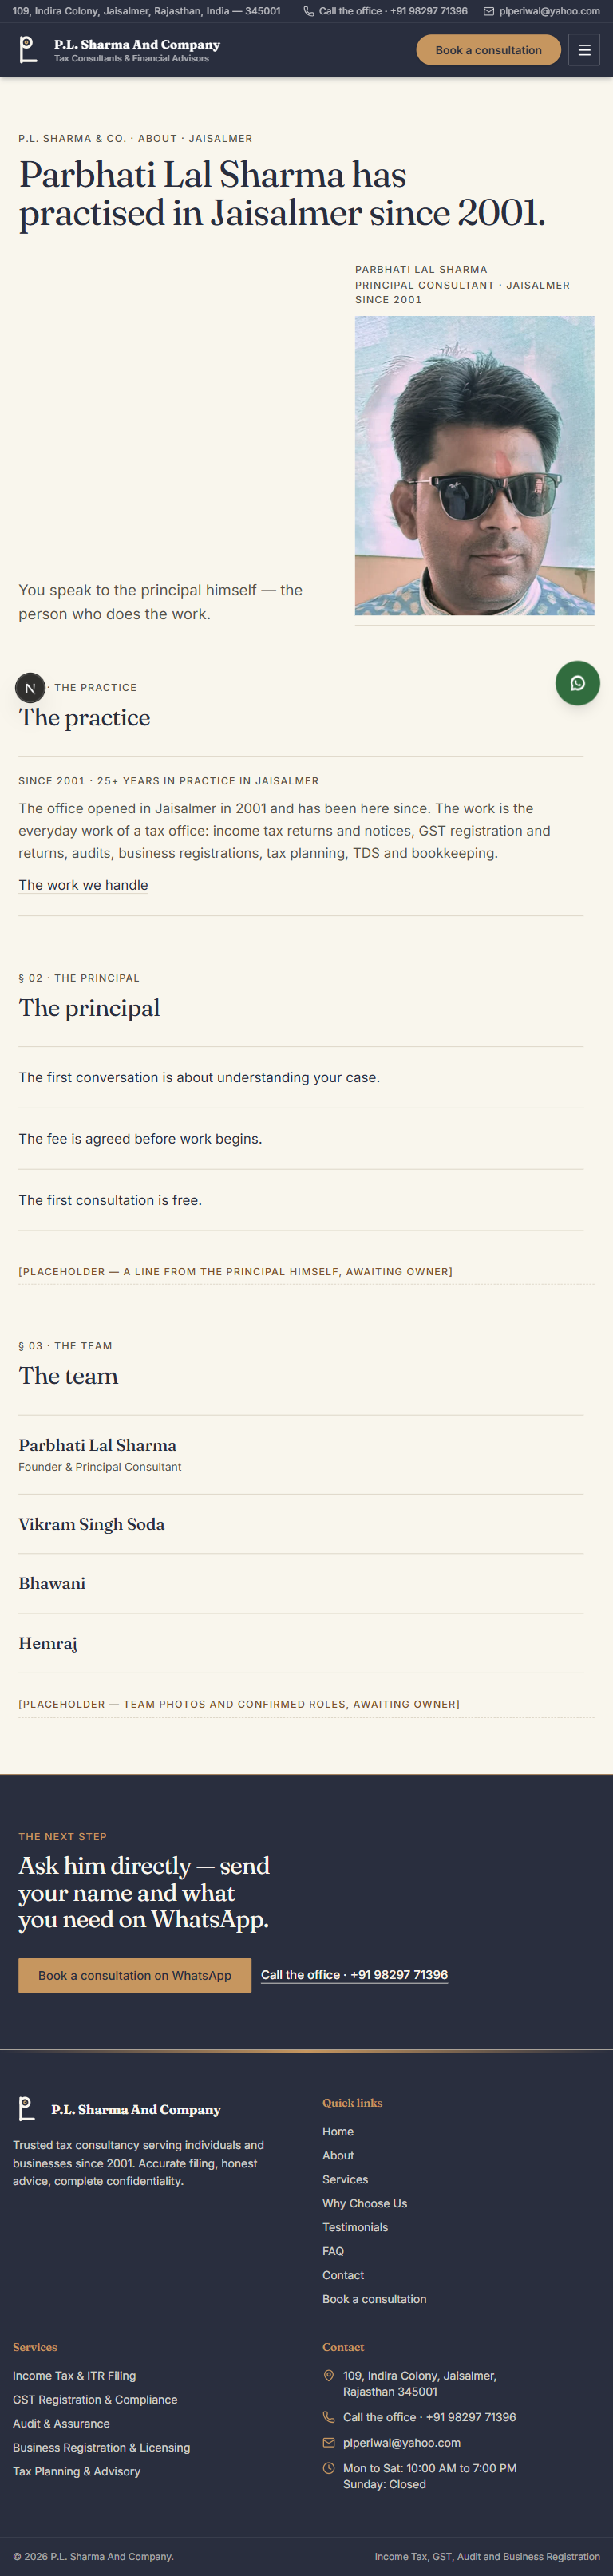 109, Indira Colony, Jaisalmer, Rajasthan, India — 345001
Call the office · +91 98297 71396
plperiwal@yahoo.com
P.L. Sharma And Company
Tax Consultants & Financial Advisors
Book a consultation
P.L. SHARMA & CO. · ABOUT · JAISALMER
Parbhati Lal Sharma has
practised in Jaisalmer since 2001.
PARBHATI LAL SHARMA
PRINCIPAL CONSULTANT · JAISALMER
SINCE 2001
You speak to the principal himself — the
person who does the work.
N
· THE PRACTICE
The practice
SINCE 2001 · 25+ YEARS IN PRACTICE IN JAISALMER
The office opened in Jaisalmer in 2001 and has been here since. The work is the
everyday work of a tax office: income tax returns and notices, GST registration and
returns, audits, business registrations, tax planning, TDS and bookkeeping.
The work we handle
§ 02 · THE PRINCIPAL
The principal
The first conversation is about understanding your case.
The fee is agreed before work begins.
The first consultation is free.
[PLACEHOLDER — A LINE FROM THE PRINCIPAL HIMSELF, AWAITING OWNER]
§ 03 · THE TEAM
The team
Parbhati Lal Sharma
Founder & Principal Consultant
Vikram Singh Soda
Bhawani
Hemraj
[PLACEHOLDER — TEAM PHOTOS AND CONFIRMED ROLES, AWAITING OWNER]
THE NEXT STEP
Ask him directly — send
your name and what
you need on WhatsApp.
Book a consultation on WhatsApp
Call the office · +91 98297 71396
P.L. Sharma And Company
Trusted tax consultancy serving individuals and
businesses since 2001. Accurate filing, honest
advice, complete confidentiality.
Quick links
Home
About
Services
Why Choose Us
Testimonials
FAQ
Contact
Book a consultation
Services
Income Tax & ITR Filing
GST Registration & Compliance
Audit & Assurance
Business Registration & Licensing
Tax Planning & Advisory
Contact
109, Indira Colony, Jaisalmer,
Rajasthan 345001
Call the office · +91 98297 71396
plperiwal@yahoo.com
Mon to Sat: 10:00 AM to 7:00 PM
Sunday: Closed
© 2026 P.L. Sharma And Company.
Income Tax, GST, Audit and Business Registration